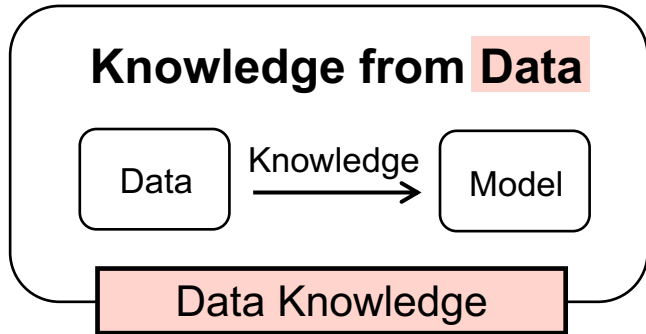 Knowledge from Data
Knowledge
Data
Model
Data Knowledge